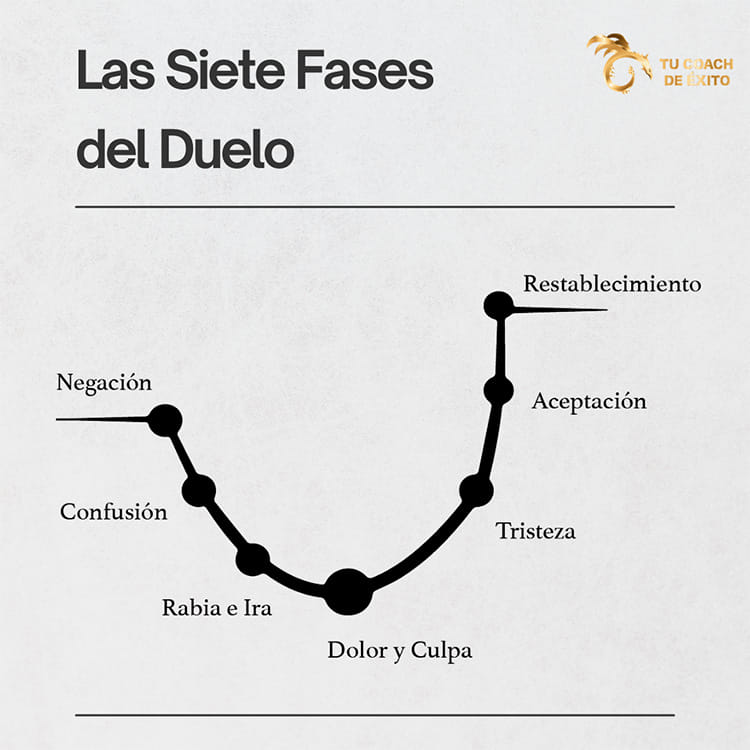 Las Siete Fases
del Duelo
TU COACH
DE ÉXITO
Restablecimiento
Negación
Aceptación
Confusión
Tristeza
Rabia e Ira
Dolor y Culpa